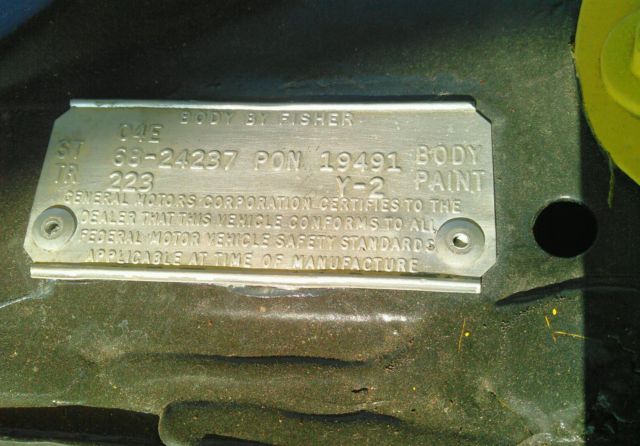 BODY BY FISHER
04E
ST 68-24237 PON 19491 BODY
TR 223 Y-2 PAINT
GENERAL MOTORS CORPORATION CERTIFIES TO THE
DEALER THAT THIS VEHICLE CONFORMS TO ALL
FEDERAL MOTOR VEHICLE SAFETY STANDARDS
APPLICABLE AT TIME OF MANUFACTURE